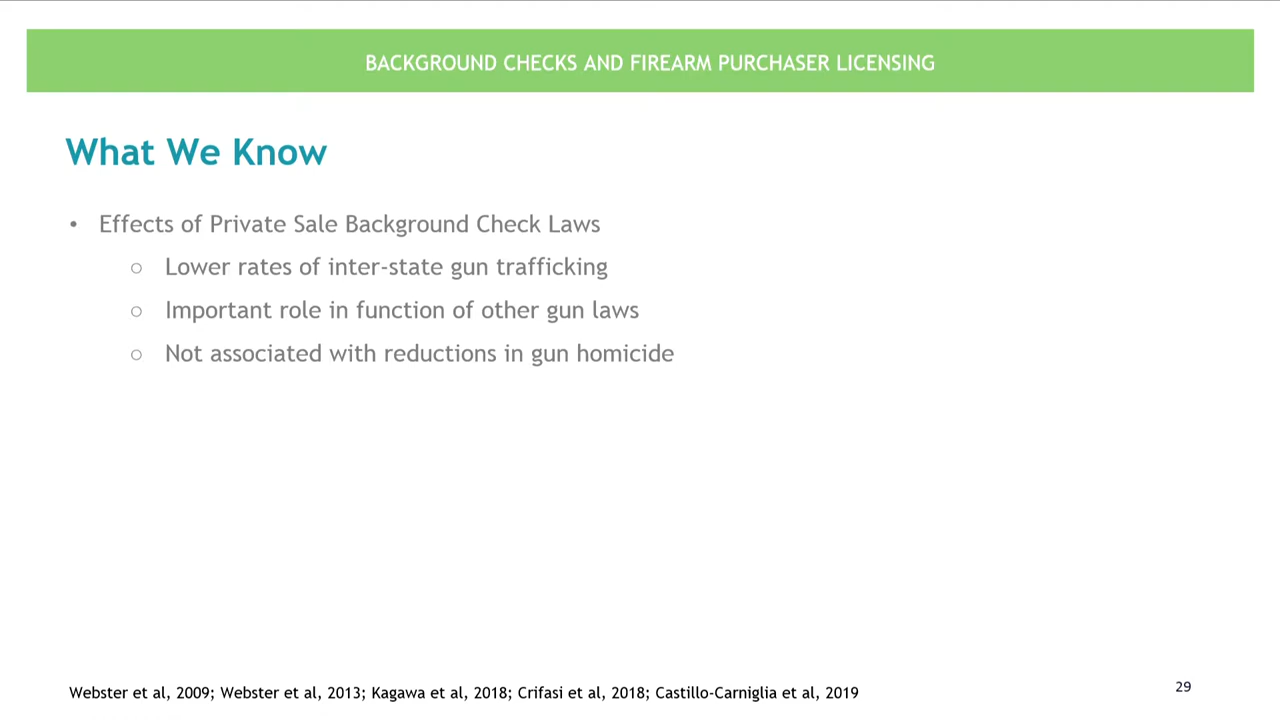 BACKGROUND CHECKS AND FIREARM PURCHASER LICENSING
What We Know
• Effects of Private Sale Background Check Laws
○ Lower rates of inter-state gun trafficking
○ Important role in function of other gun laws
○ Not associated with reductions in gun homicide
Webster et al, 2009; Webster et al, 2013; Kagawa et al, 2018; Crifasi et al, 2018; Castillo-Carniglia et al, 2019
29